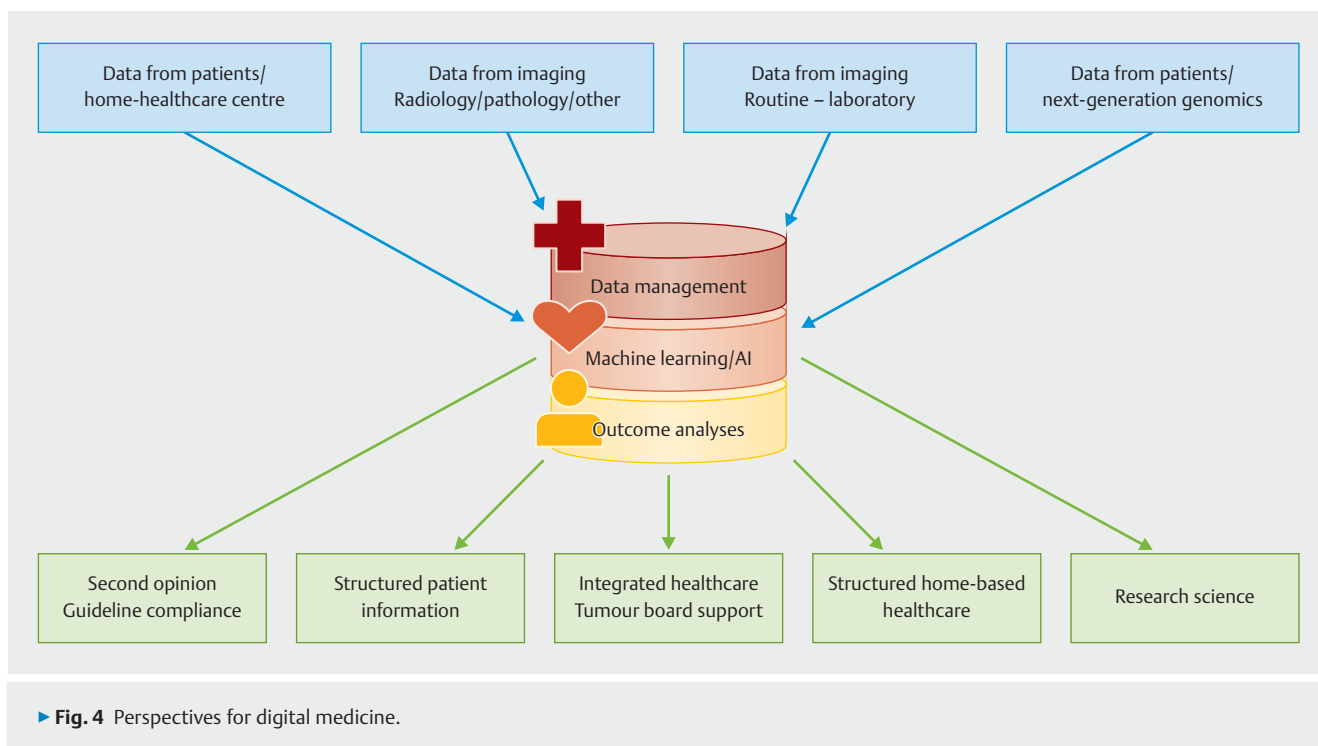 Data from patients/
home-healthcare centre
Data from imaging
Radiology/pathology/other
Data from imaging
Routine – laboratory
Data from patients/
next-generation genomics
Data management
Machine learning/AI
Outcome analyses
Second opinion
Guideline compliance
Structured patient
information
Integrated healthcare
Tumour board support
Structured home-based
healthcare
Research science
▶ Fig. 4 Perspectives for digital medicine.